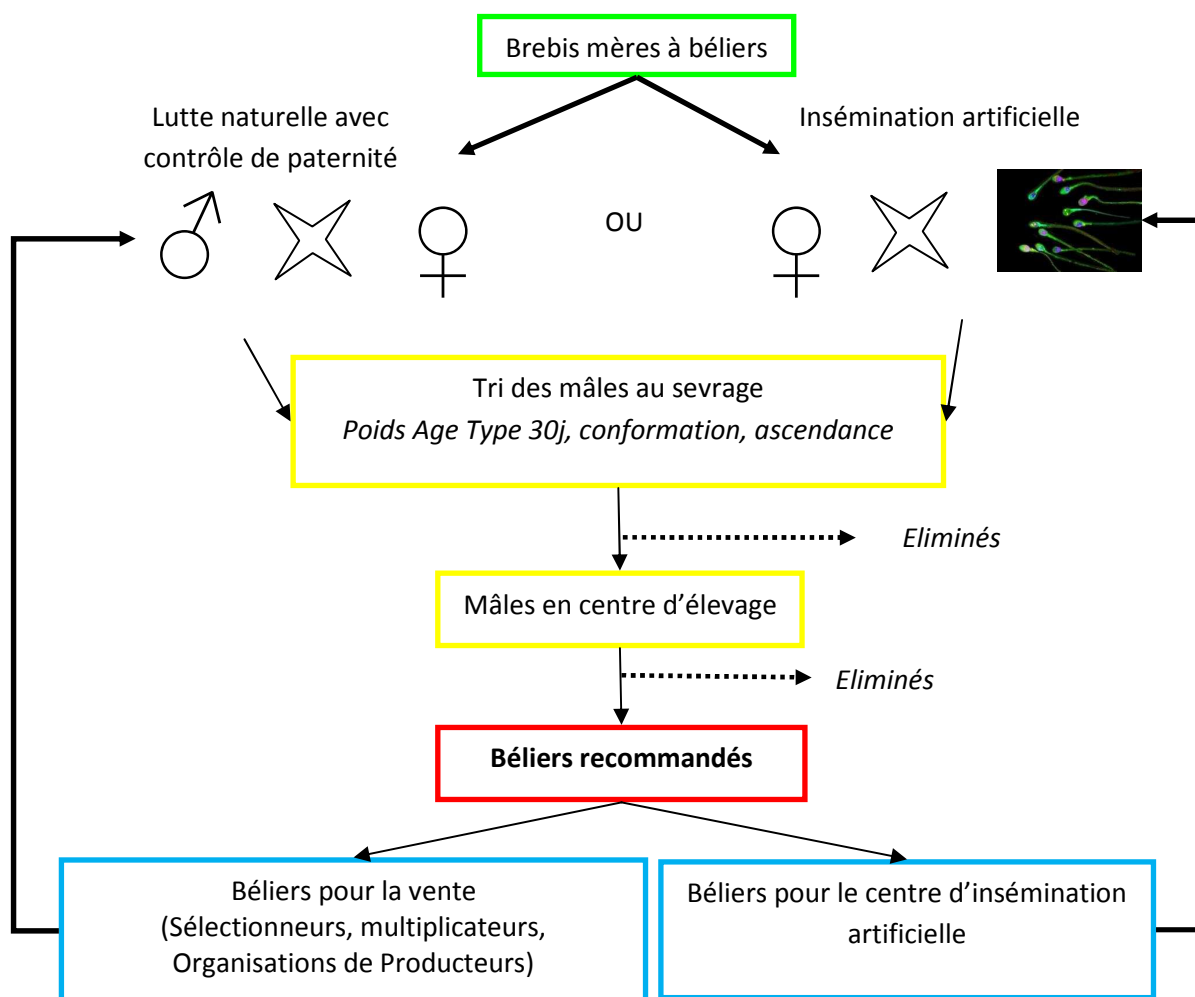 Brebis mères à béliers
Lutte naturelle avec
contrôle de paternité
Insémination artificielle
OU
Tri des mâles au sevrage
Poids Age Type 30j, conformation, ascendance
Eliminés
Mâles en centre d’élevage
Eliminés
Béliers recommandés
Béliers pour la vente
(Sélectionneurs, multiplicateurs,
Organisations de Producteurs)
Béliers pour le centre d’insémination
artificielle